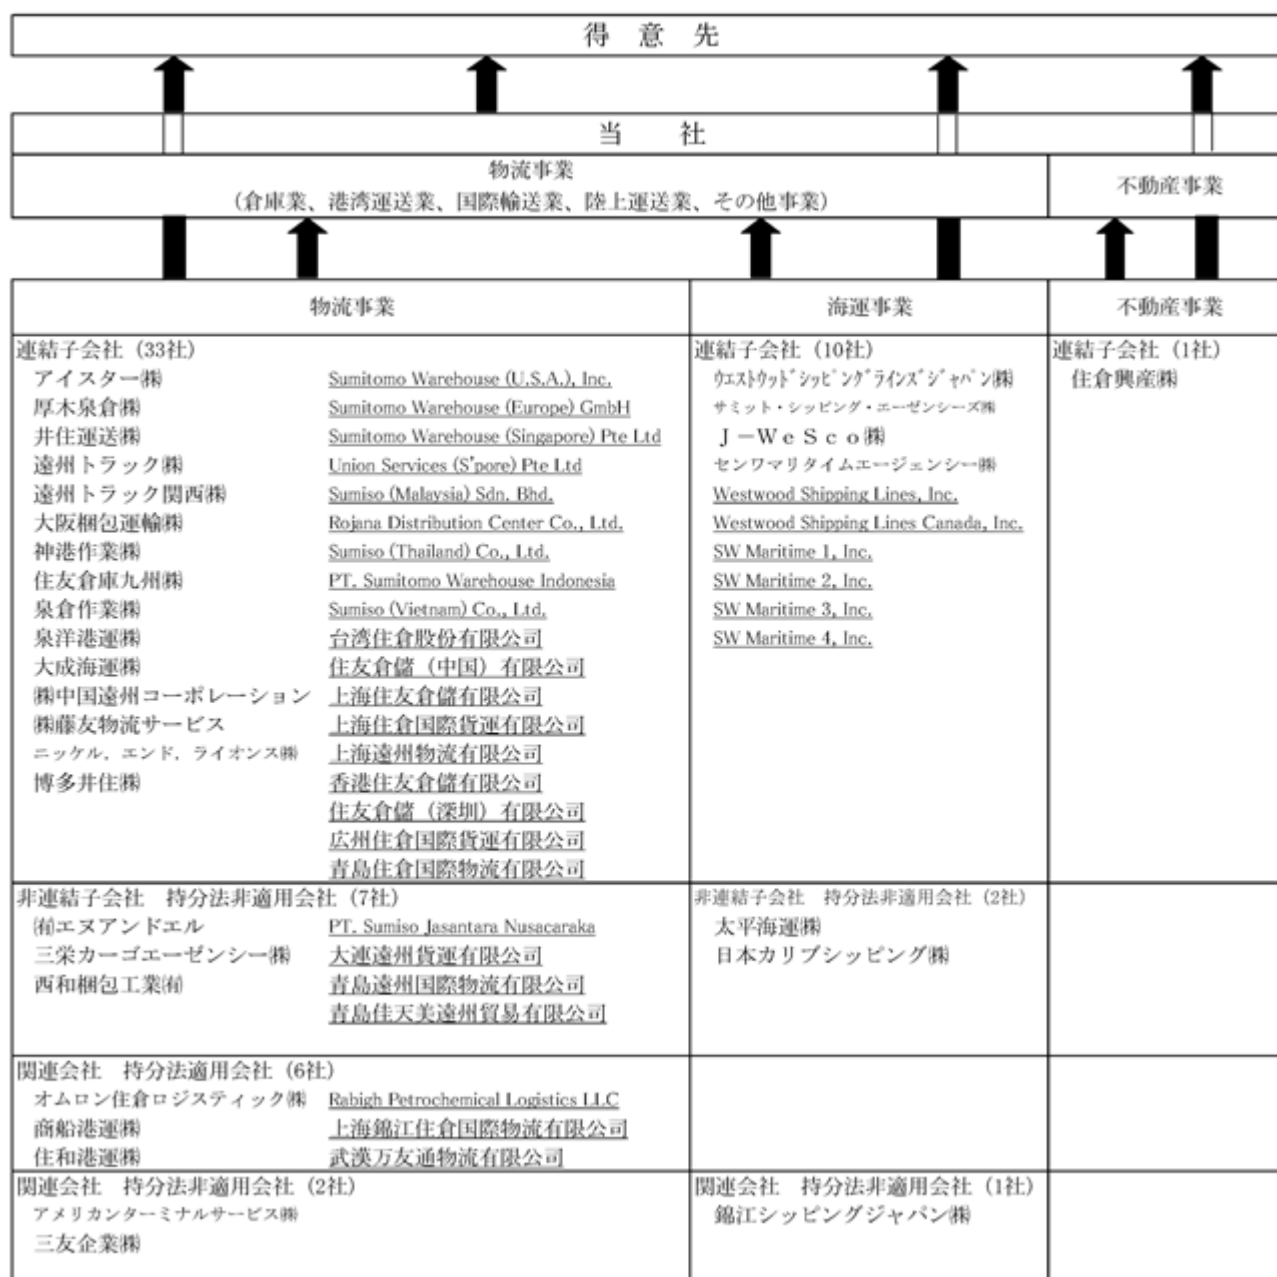 得 意 先
当 社
物流事業
(倉庫業、港湾運送業、国際輸送業、陸上運送業、その他事業)
不動産事業
物流事業
海運事業
不動産事業
連結子会社（33社）
アイスター㈱
厚木泉倉㈱
井住運送㈱
遠州トラック㈱
遠州トラック関西㈱
大阪梱包運輸㈱
神港作業㈱
住友倉庫九州㈱
泉倉作業㈱
泉洋港運㈱
大成海運㈱
㈱中国遠州コーポレーション
㈱藤友物流サービス
ニッケル．エンド．ライオンス㈱
博多井住㈱
Sumitomo Warehouse (U.S.A.), Inc.
Sumitomo Warehouse (Europe) GmbH
Sumitomo Warehouse (Singapore) Pte Ltd
Union Services (S'pore) Pte Ltd
Sumiso (Malaysia) Sdn. Bhd.
Rojana Distribution Center Co., Ltd.
Sumiso (Thailand) Co., Ltd.
PT. Sumitomo Warehouse Indonesia
Sumiso (Vietnam) Co., Ltd.
台湾住倉股份有限公司
住友倉儲（中国）有限公司
上海住友倉儲有限公司
上海住倉国際貨運有限公司
上海遠州物流有限公司
香港住友倉儲有限公司
住友倉儲（深圳）有限公司
広州住倉国際貨運有限公司
青島住倉国際物流有限公司
連結子会社（10社）
ｳｴｽﾄｳｯﾄﾞｼｯﾋﾟﾝｸﾞﾗｲﾝｽﾞｼﾞｬﾊﾟﾝ㈱
サミット・シッピング・エーゼンシーズ㈱
Ｊ－ＷｅＳｃｏ㈱
センワマリタイムエージェンシー㈱
Westwood Shipping Lines, Inc.
Westwood Shipping Lines Canada, Inc.
SW Maritime 1, Inc.
SW Maritime 2, Inc.
SW Maritime 3, Inc.
SW Maritime 4, Inc.
連結子会社（1社）
住倉興産㈱
非連結子会社　持分法非適用会社（7社）
㈲エヌアンドエル
三栄カーゴエーゼンシー㈱
西和梱包工業㈲
PT. Sumiso Jasantara Nusacaraka
大連遠州貨運有限公司
青島遠州国際物流有限公司
青島佳天美遠州貿易有限公司
非連結子会社　持分法非適用会社（2社）
太平海運㈱
日本カリブシッピング㈱
関連会社　持分法適用会社（6社）
オムロン住倉ロジスティック㈱
商船港運㈱
住和港運㈱
Rabigh Petrochemical Logistics LLC
上海錦江住倉国際物流有限公司
武漢万友通物流有限公司
関連会社　持分法非適用会社（2社）
アメリカンターミナルサービス㈱
三友企業㈱
関連会社　持分法非適用会社（1社）
錦江シッピングジャパン㈱